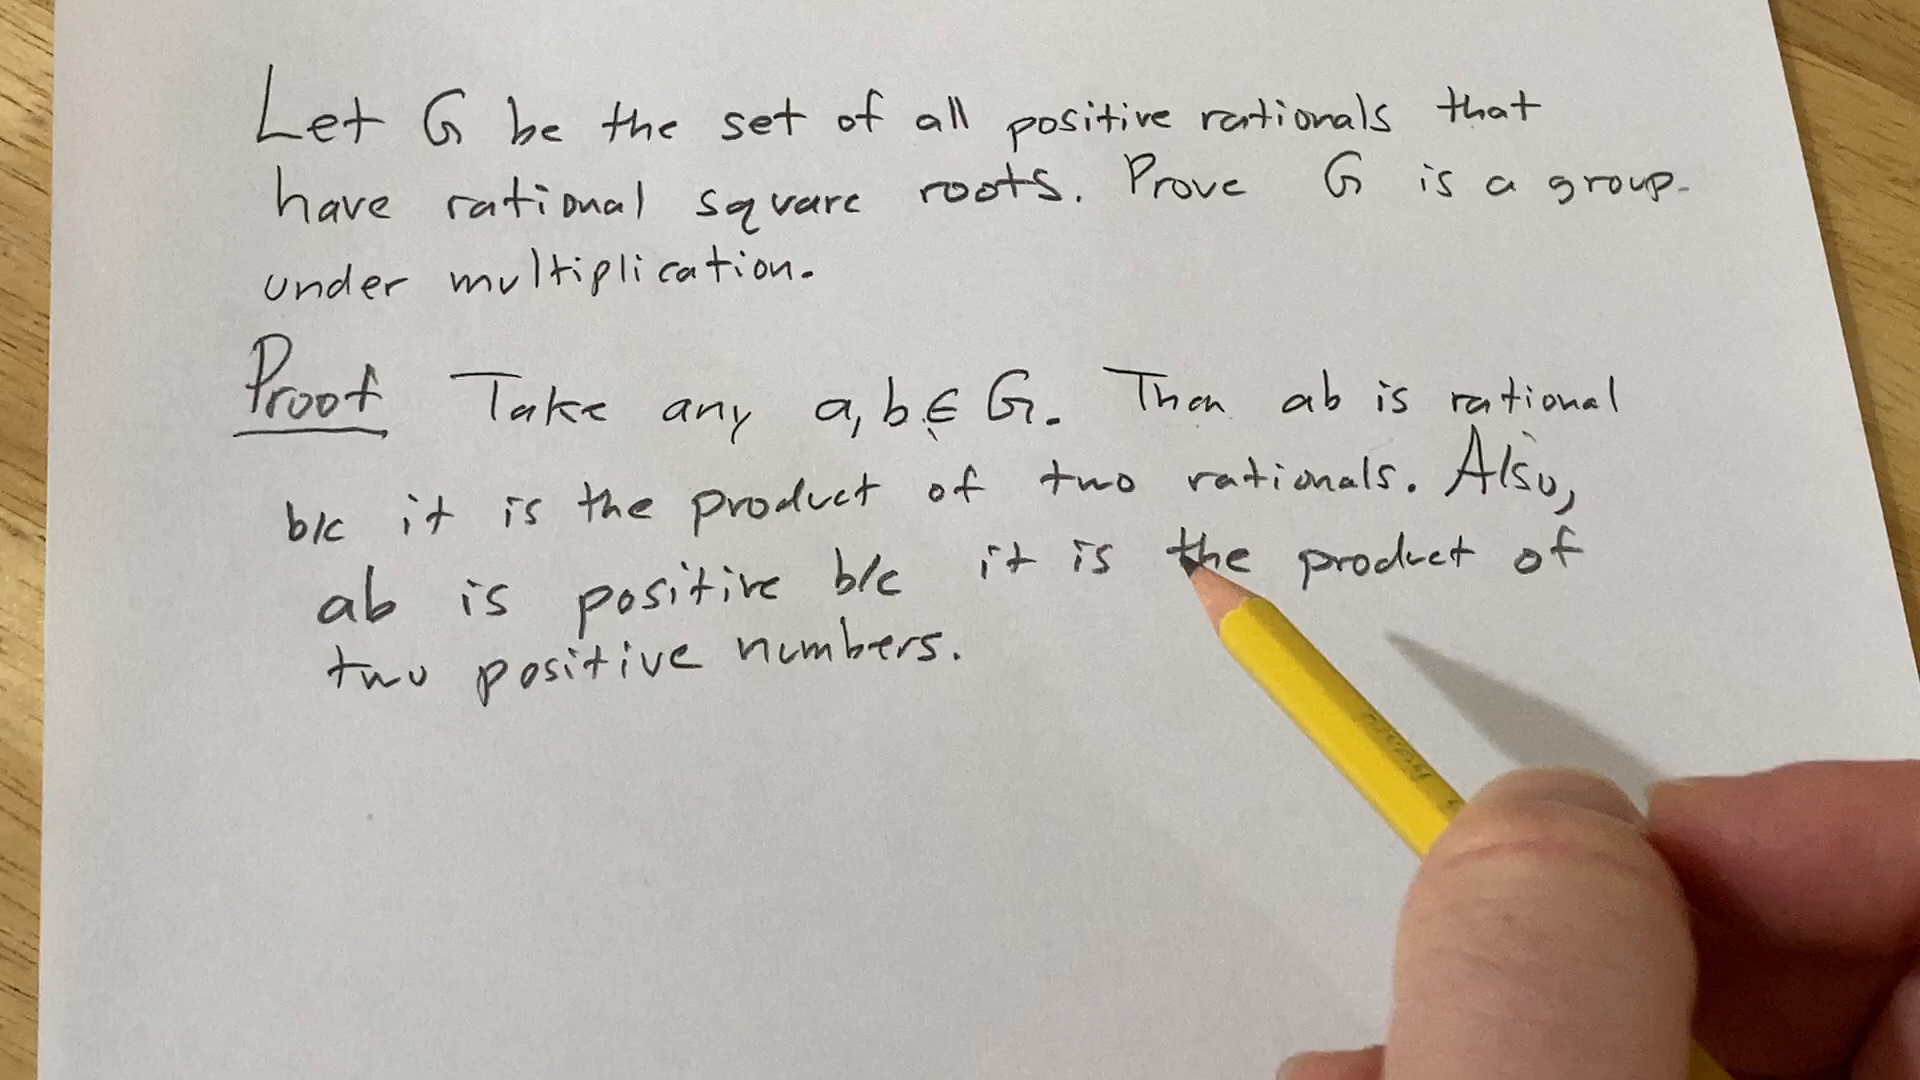 Let G be the set of all positive rationals that
have rational square roots. Prove G is a group
under multiplication.
Proof Take any a, b ∈ G. Then ab is rational
b/c it is the product of two rationals. Also,
ab is positive b/c it is the product of
two positive numbers.